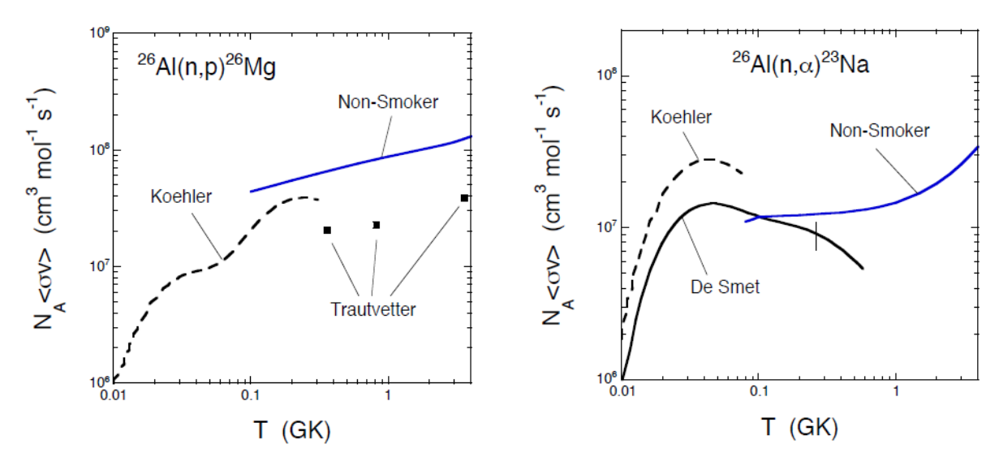 10⁹
²⁶Al(n,p)²⁶Mg
Non-Smoker
10⁸
Koehler
10⁷
Trautvetter
10⁶
0.01
0.1
1
T (GK)
N_A <σv> (cm³ mol⁻¹ s⁻¹)
²⁶Al(n,α)²³Na
10⁸
Koehler
Non-Smoker
10⁷
De Smet
10⁶
0.01
0.1
1
T (GK)
N_A <σv> (cm³ mol⁻¹ s⁻¹)